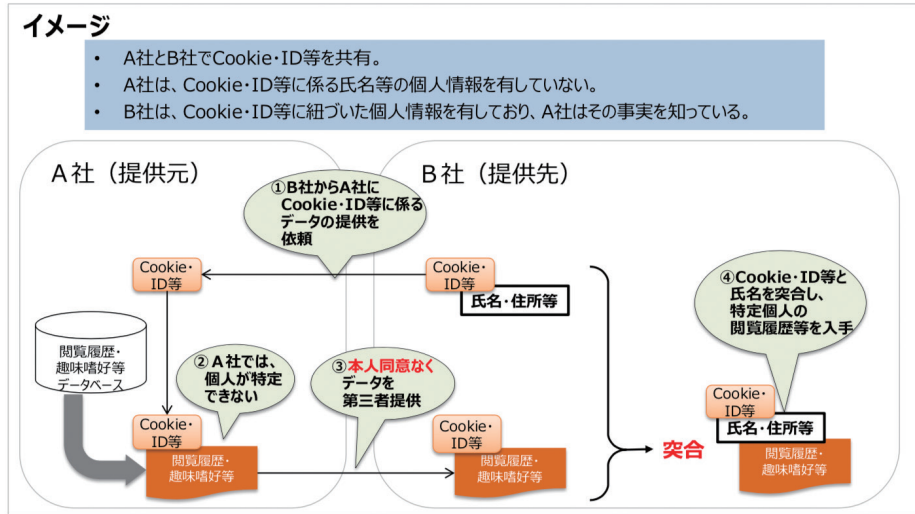 イメージ
• A社とB社でCookie・ID等を共有。
• A社は、Cookie・ID等に係る氏名等の個人情報を有していない。
• B社は、Cookie・ID等に紐づいた個人情報を有しており、A社はその事実を知っている。
A社（提供元）
B社（提供先）
①B社からA社に
Cookie・ID等に係る
データの提供を
依頼
Cookie・
ID等
Cookie・
ID等
氏名・住所等
④Cookie・ID等と
氏名を突合し、
特定個人の
閲覧履歴等を入手
閲覧履歴・
趣味嗜好等
データベース
②A社では、
個人が特定
できない
③本人同意なく
データを
第三者提供
Cookie・
ID等
閲覧履歴・
趣味嗜好等
Cookie・
ID等
閲覧履歴・
趣味嗜好等
突合
Cookie・
ID等
氏名・住所等
閲覧履歴・
趣味嗜好等